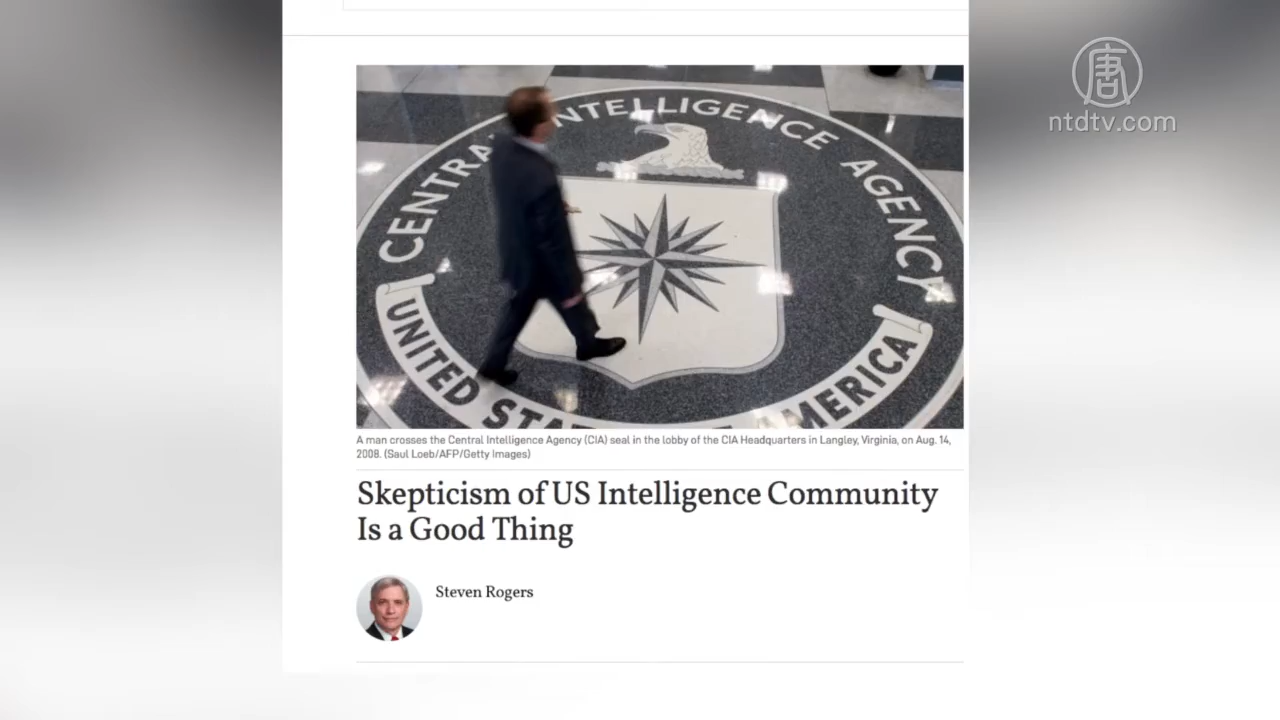 唐
ntdtv.com
CENTRAL INTELLIGENCE AGENCY
UNITED AMERICA
A man crosses the Central Intelligence Agency (CIA) seal in the lobby of the CIA Headquarters in Langley, Virginia, on Aug. 14,
2008. (Saul Loeb/AFP/Getty Images)
Skepticism of US Intelligence Community
Is a Good Thing
Steven Rogers